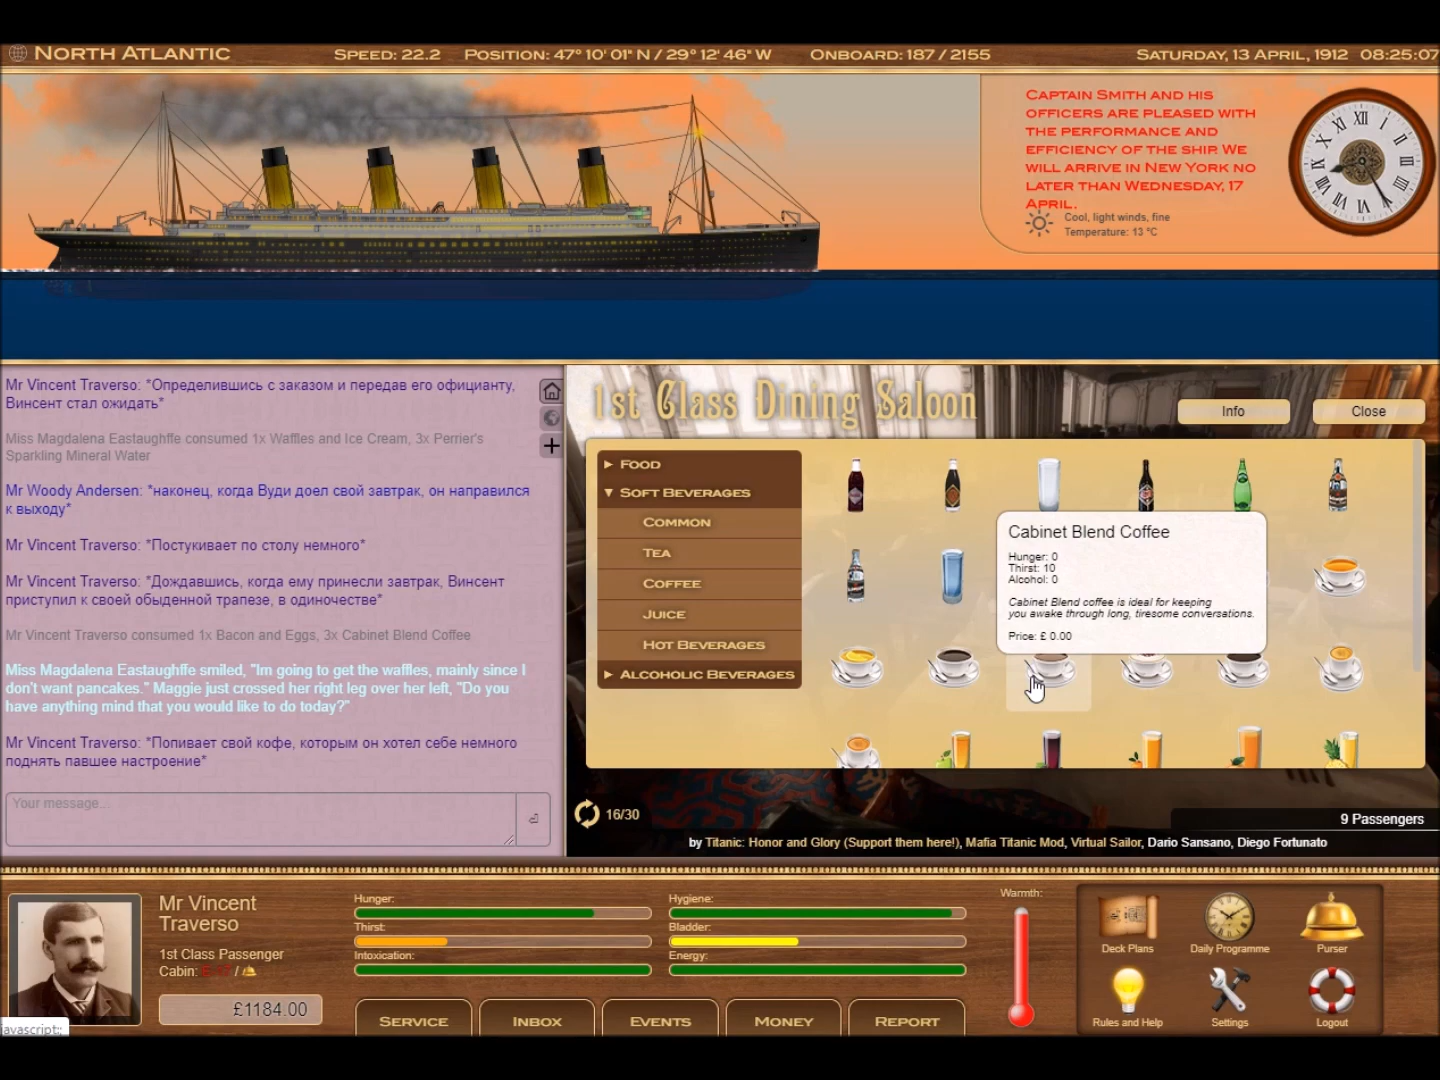 North Atlantic
Speed: 22.2
Position: 47° 10' 01" N / 29° 12' 46" W
Onboard: 187 / 2155
Saturday, 13 April, 1912
08:25:07
Captain Smith and his
officers are pleased with
the performance and
efficiency of the ship. We
will arrive in New York no
later than Wednesday, 17
April.
Cool, light winds, fine
Temperature: 13 °C
XII I II III IIII V VI VII VIII IX X XI
Mr Vincent Traverso: *Определившись с заказом и передав его официанту,
Винсент стал ожидать*
Miss Magdalena Eastaughffe consumed 1x Waffles and Ice Cream, 3x Perrier's
Sparkling Mineral Water
Mr Woody Andersen: *наконец, когда Вуди доел свой завтрак, он направился
к выходу*
Mr Vincent Traverso: *Постукивает по столу немного*
Mr Vincent Traverso: *Дождавшись, когда ему принесли завтрак, Винсент
приступил к своей обыденной трапезе, в одиночестве*
Mr Vincent Traverso consumed 1x Bacon and Eggs, 3x Cabinet Blend Coffee
Miss Magdalena Eastaughffe smiled, "Im going to get the waffles, mainly since I
don't want pancakes." Maggie just crossed her right leg over her left, "Do you
have anything mind that you would like to do today?"
Mr Vincent Traverso: *Попивает свой кофе, которым он хотел себе немного
поднять павшее настроение*
Your message...
1st Class Dining Saloon
Info
Close
Food
Soft Beverages
Common
Tea
Coffee
Juice
Hot Beverages
Alcoholic Beverages
Cabinet Blend Coffee
Hunger: 0
Thirst: 10
Alcohol: 0
Cabinet Blend coffee is ideal for keeping
you awake through long, tiresome conversations.
Price: £ 0.00
16/30
9 Passengers
by Titanic: Honor and Glory (Support them here!), Mafia Titanic Mod, Virtual Sailor, Dario Sansano, Diego Fortunato
Mr Vincent
Traverso
1st Class Passenger
Cabin: /
£1184.00
Hunger:
Thirst:
Intoxication:
Hygiene:
Bladder:
Energy:
Warmth:
Service
Inbox
Events
Money
Report
Deck Plans
Daily Programme
Purser
Rules and Help
Settings
Logout
javascript:;